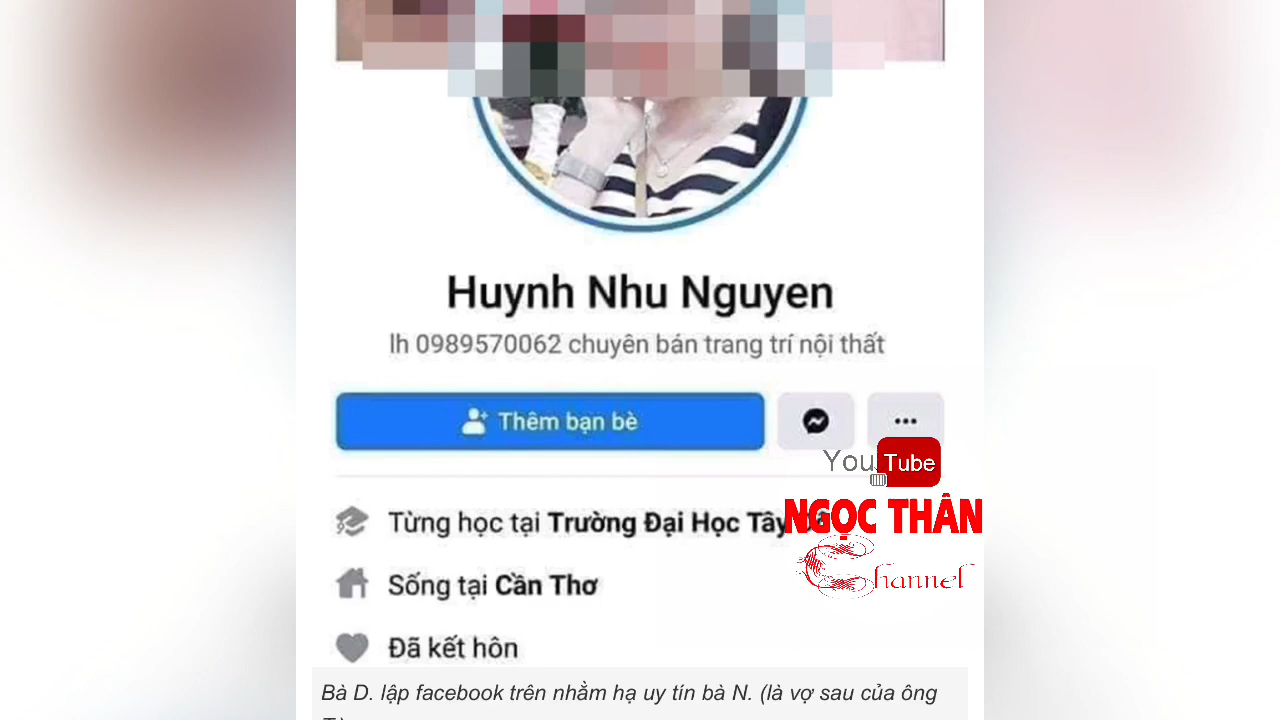 Huynh Nhu Nguyen
lh 0989570062 chuyên bán trang trí nội thất
Thêm bạn bè
YouTube
Từng học tại Trường Đại Học Tây
NGỌC THÂN
Channel
Sống tại Cần Thơ
Đã kết hôn
Bà D. lập facebook trên nhằm hạ uy tín bà N. (là vợ sau của ông